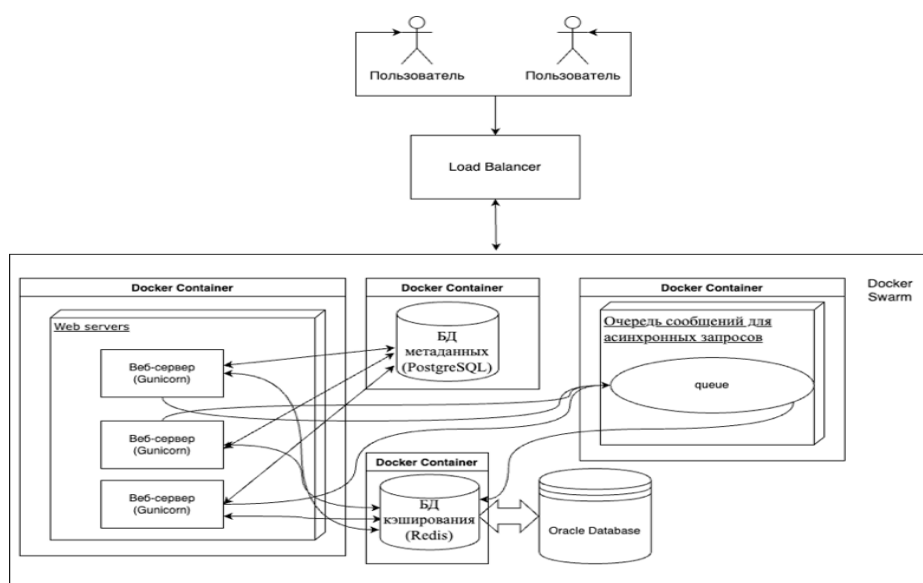 Пользователь
Пользователь
Load Balancer
Docker Swarm
Docker Container
Web servers
Веб-сервер
(Gunicorn)
Веб-сервер
(Gunicorn)
Веб-сервер
(Gunicorn)
Docker Container
БД
метаданных
(PostgreSQL)
Docker Container
БД
кэширования
(Redis)
Oracle Database
Docker Container
Очередь сообщений для
асинхронных запросов
queue